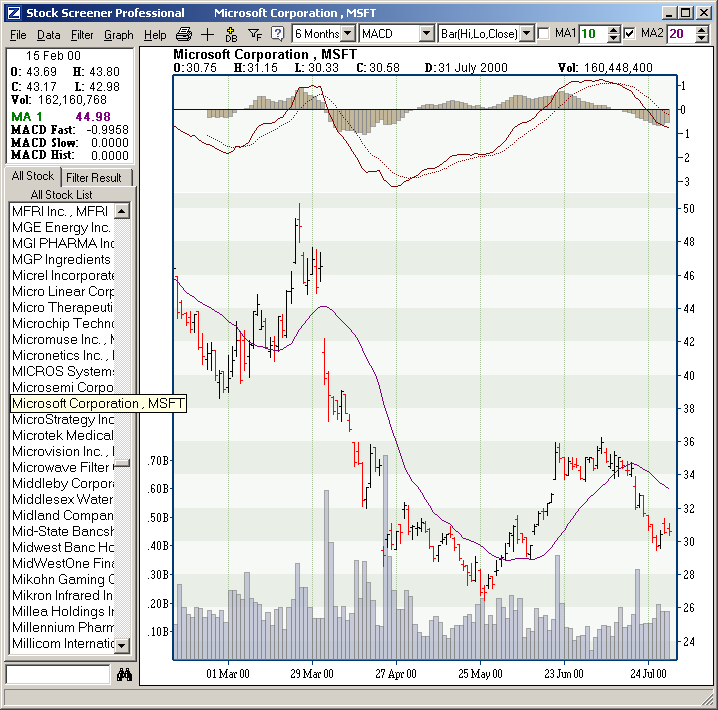 Stock Screener Professional Microsoft Corporation , MSFT
File Data Filter Graph Help DB 6 Months MACD Bar(Hi,Lo,Close) MA1 10 MA2 20
15 Feb 00
O: 43.69 H: 43.80
C: 43.17 L: 42.98
Vol: 162,160,768
MA 1 44.98
MACD Fast: -0.9958
MACD Slow: 0.0000
MACD Hist: 0.0000
All Stock Filter Result
All Stock List
MFRI Inc. , MFRI
MGE Energy Inc.
MGI PHARMA Inc
MGP Ingredients
Micrel Incorporate
Micro Linear Corp
Micro Therapeuti
Microchip Techno
Micromuse Inc. , M
Micronetics Inc. ,
MICROS Systems
Microsemi Corpo
Microsoft Corporation , MSFT
MicroStrategy Inc
Microtek Medical
Microvision Inc. ,
Microwave Filter
Middleby Corpora
Middlesex Water
Midland Compan
Mid-State Bancsh
Midwest Banc Ho
MidWestOne Fina
Mikohn Gaming C
Mikron Infrared In
Millea Holdings In
Millennium Pharm
Millicom Internatio
Microsoft Corporation , MSFT
O: 30.75 H: 31.15 L: 30.33 C: 30.58 D: 31 July 2000 Vol: 160,448,400
1
0
1
2
3
50
48
46
44
42
40
38
36
34
32
30
28
26
24
.70B
.60B
.50B
.40B
.30B
.20B
.10B
01 Mar 00 29 Mar 00 27 Apr 00 25 May 00 23 Jun 00 24 Jul 00